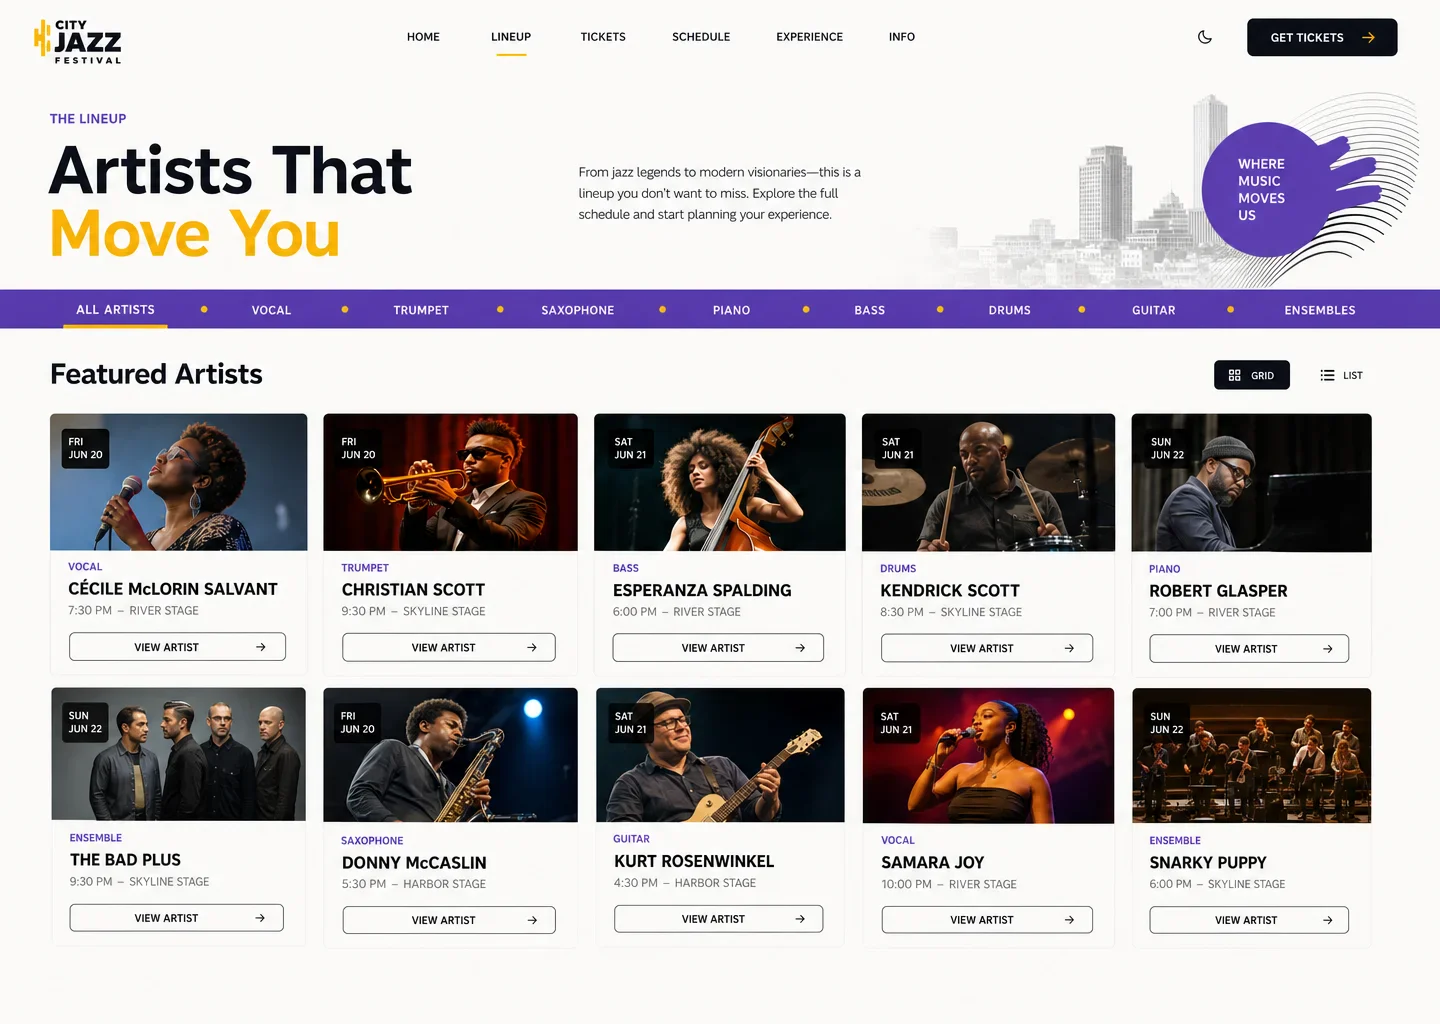 CITY
JAZZ
FESTIVAL
HOME
LINEUP
TICKETS
SCHEDULE
EXPERIENCE
INFO
GET TICKETS
THE LINEUP
Artists That
Move You
From jazz legends to modern visionaries—this is a
lineup you don't want to miss. Explore the full
schedule and start planning your experience.
WHERE
MUSIC
MOVES
US
ALL ARTISTS
VOCAL
TRUMPET
SAXOPHONE
PIANO
BASS
DRUMS
GUITAR
ENSEMBLES
Featured Artists
GRID
LIST
FRI
JUN 20
VOCAL
CÉCILE McLORIN SALVANT
7:30 PM – RIVER STAGE
VIEW ARTIST
FRI
JUN 20
TRUMPET
CHRISTIAN SCOTT
9:30 PM – SKYLINE STAGE
VIEW ARTIST
SAT
JUN 21
BASS
ESPERANZA SPALDING
6:00 PM – RIVER STAGE
VIEW ARTIST
SAT
JUN 21
DRUMS
KENDRICK SCOTT
8:30 PM – SKYLINE STAGE
VIEW ARTIST
SUN
JUN 22
PIANO
ROBERT GLASPER
7:00 PM – RIVER STAGE
VIEW ARTIST
SUN
JUN 22
ENSEMBLE
THE BAD PLUS
9:30 PM – SKYLINE STAGE
VIEW ARTIST
FRI
JUN 20
SAXOPHONE
DONNY McCASLIN
5:30 PM – HARBOR STAGE
VIEW ARTIST
SAT
JUN 21
GUITAR
KURT ROSENWINKEL
4:30 PM – HARBOR STAGE
VIEW ARTIST
SAT
JUN 21
VOCAL
SAMARA JOY
10:00 PM – RIVER STAGE
VIEW ARTIST
SUN
JUN 22
ENSEMBLE
SNARKY PUPPY
6:00 PM – SKYLINE STAGE
VIEW ARTIST